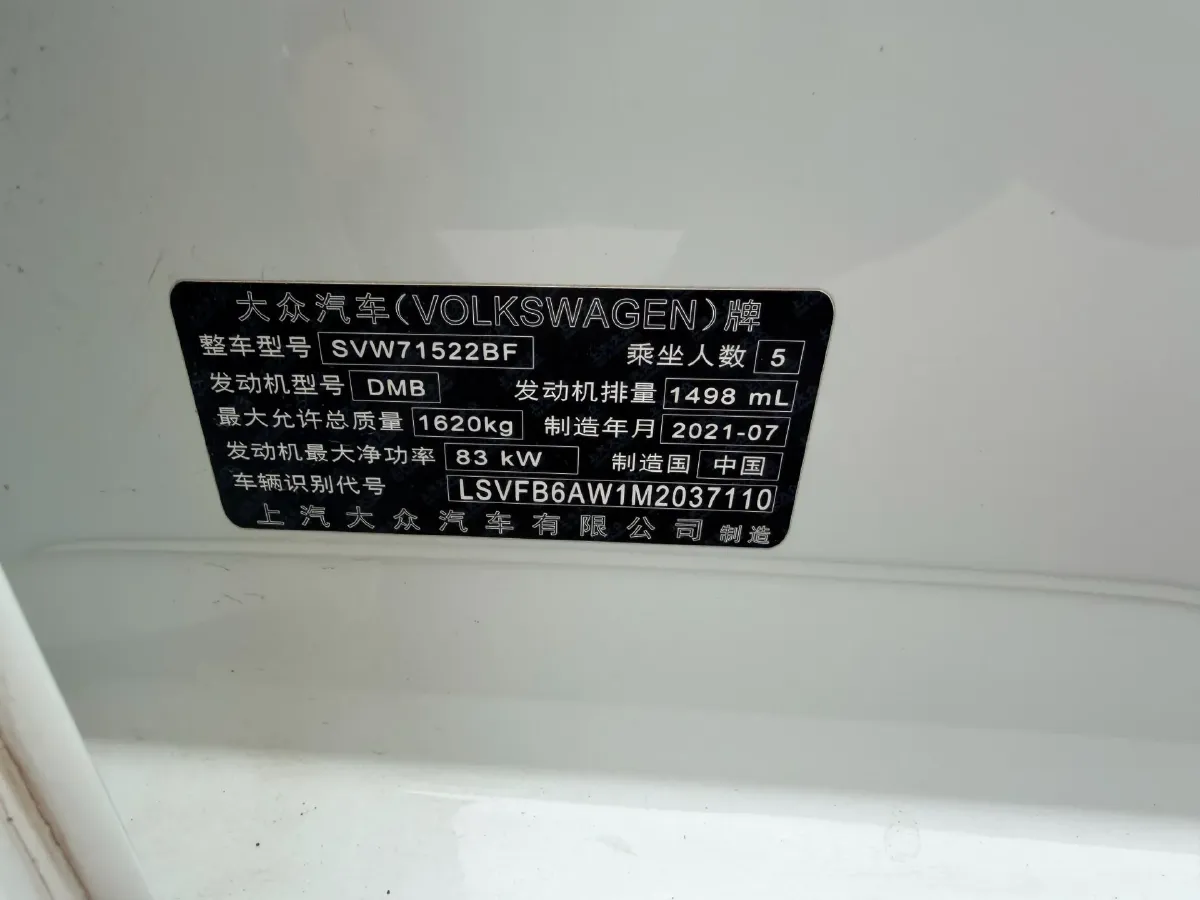 大众汽车(VOLKSWAGEN)牌
整车型号 SVW71522BF 乘坐人数 5
发动机型号 DMB 发动机排量 1498 mL
最大允许总质量 1620kg 制造年月 2021-07
发动机最大净功率 83 kW 制造国 中国
车辆识别代号 LSVFB6AW1M2037110
上汽大众汽车有限公司 制造